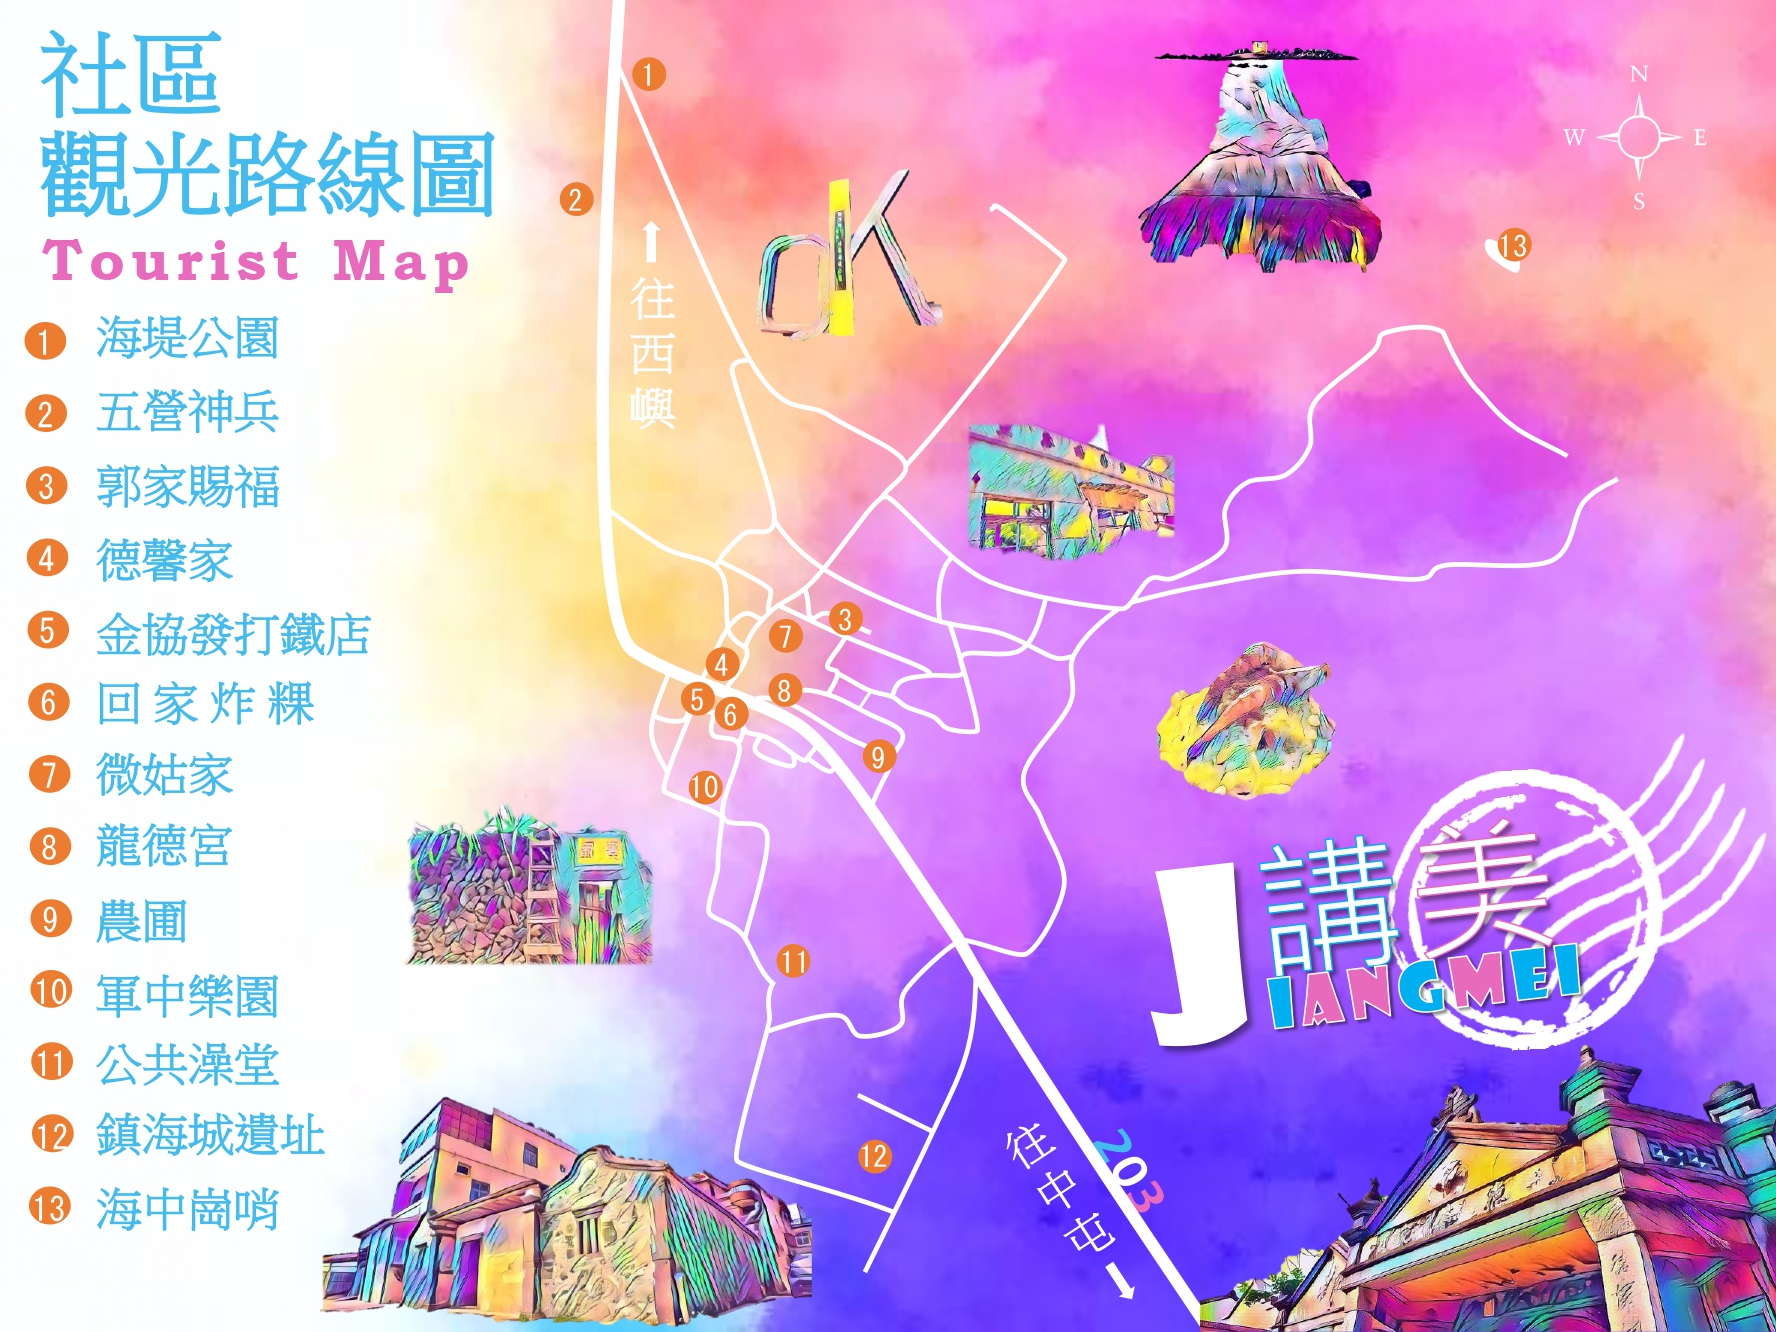 社區
觀光路線圖
Tourist Map
1 海堤公園
2 五營神兵
3 郭家賜福
4 德馨家
5 金協發打鐵店
6 回家炸粿
7 微姑家
8 龍德宮
9 農圃
10 軍中樂園
11 公共澡堂
12 鎮海城遺址
13 海中崗哨
1
2
往西嶼
N
W E
S
13
3
7
4
8
5
6
9
10
11
12
J講美
IANGMEI
203
往中屯